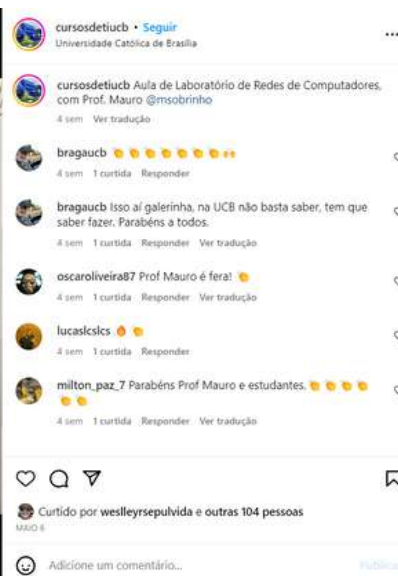 cursosdetiucb • Seguir
Universidade Católica de Brasília
cursosdetiucb Aula de Laboratório de Redes de Computadores,
com Prof. Mauro @msobrinho
4 sem Ver tradução
bragaucb 👏👏👏👏👏👏👏🙌
4 sem 1 curtida Responder
bragaucb Isso aí galerinha, na UCB não basta saber, tem que
saber fazer. Parabéns a todos.
4 sem 1 curtida Responder Ver tradução
oscaroliveira87 Prof Mauro é fera! 👏
4 sem 1 curtida Responder Ver tradução
lucaslcslcs 🔥👏
4 sem 1 curtida Responder
milton_paz_7 Parabéns Prof Mauro e estudantes. 👏👏👏👏
👏👏
4 sem 1 curtida Responder Ver tradução
Curtido por weslleyrsepulvida e outras 104 pessoas
MAIO 6
Adicione um comentário...
Publicar